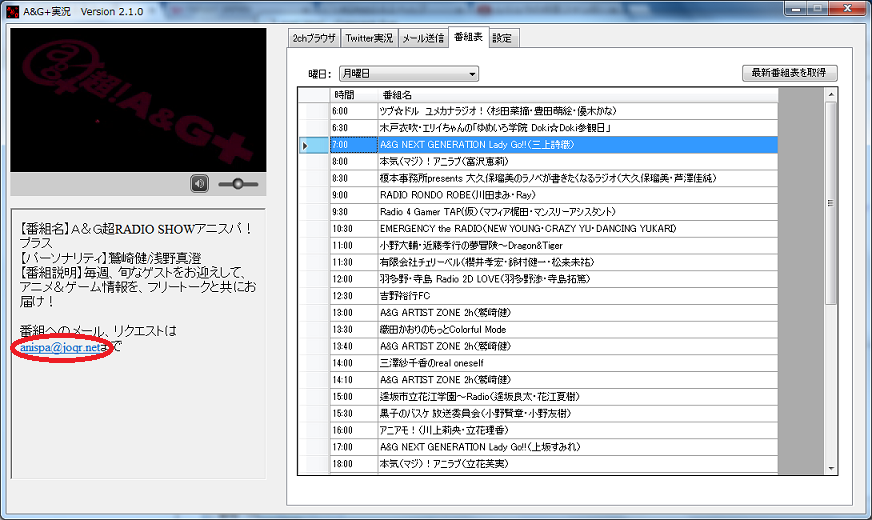 A&G+実況 Version 2.1.0
超!A&G+
2chブラウザ Twitter実況 メール送信 番組表 設定
曜日: 月曜日 最新番組表を取得
【番組名】A&G超RADIO SHOWアニスパ!
プラス
【パーソナリティ】鷲崎健/浅野真澄
【番組説明】毎週、旬なゲストをお迎えして、
アニメ&ゲーム情報を、フリートークと共にお
届け!
番組へのメール、リクエストは
anispa@joqr.netまで
時間 番組名
6:00 ツブ☆ドル ユメカナラジオ!(杉田菜摘・豊田萌絵・優木かな)
6:30 木戸衣吹・エリイちゃんの「ゆめいろ学院 Doki☆Doki参観日」
7:00 A&G NEXT GENERATION Lady Go!!(三上詩織)
8:00 本気(マジ)!アニラブ(富沢恵莉)
8:30 榎本事務所presents 大久保瑠美のラノベが書きたくなるラジオ(大久保瑠美・芦澤佳純)
9:00 RADIO RONDO ROBE(川田まみ・Ray)
9:30 Radio 4 Gamer TAP(仮)(マフィア梶田・マンスリーアシスタント)
10:30 EMERGENCY the RADIO(NEW YOUNG・CRAZY YU・DANCING YUKARI)
11:00 小野大輔・近藤孝行の夢冒険~Dragon&Tiger
11:30 有限会社チェリーベル(櫻井孝宏・鈴村健一・松来未祐)
12:00 羽多野・寺島 Radio 2D LOVE(羽多野渉・寺島拓篤)
12:30 吉野裕行FC
13:00 A&G ARTIST ZONE 2h(鷲崎健)
13:30 織田かおりのもっとColorful Mode
13:40 A&G ARTIST ZONE 2h(鷲崎健)
14:00 三澤紗千香のreal oneself
14:10 A&G ARTIST ZONE 2h(鷲崎健)
15:00 逢坂市立花江学園~Radio(逢坂良太・花江夏樹)
15:30 黒子のバスケ 放送委員会(小野賢章・小野友樹)
16:00 アニアモ!(川上莉央・立花理香)
17:00 A&G NEXT GENERATION Lady Go!!(上坂すみれ)
18:00 本気(マジ)!アニラブ(立花芙実)